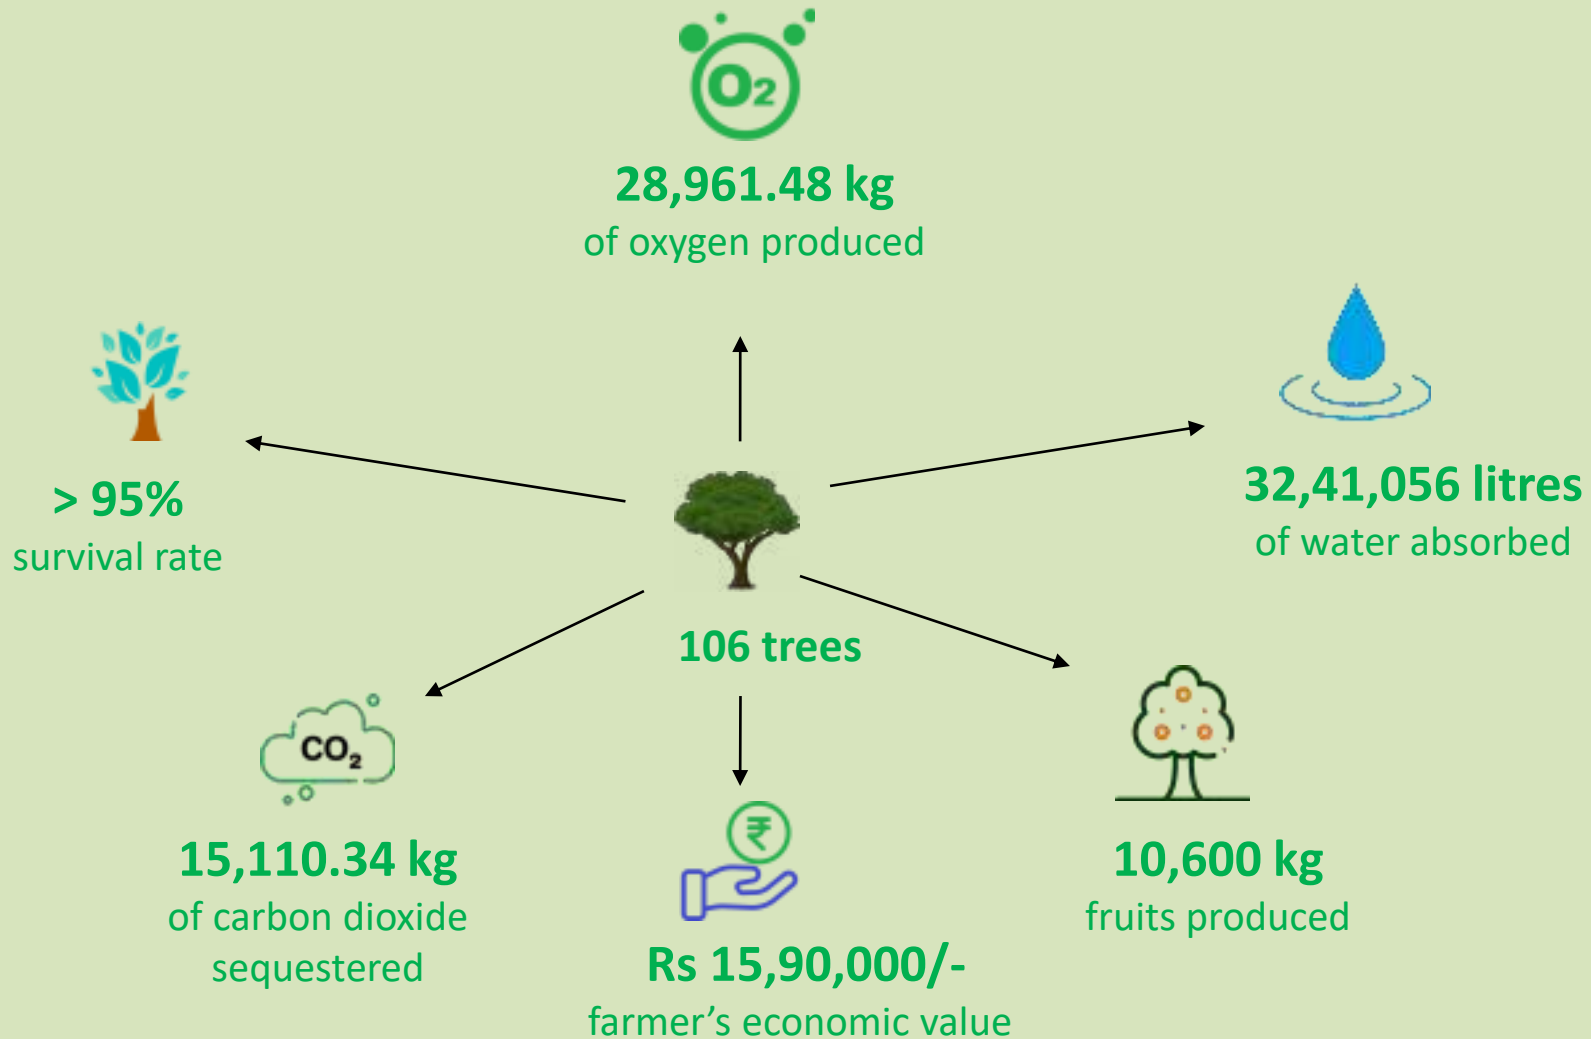 O2
28,961.48 kg
of oxygen produced
> 95%
survival rate
32,41,056 litres
of water absorbed
106 trees
CO₂
15,110.34 kg
of carbon dioxide
sequestered
₹
Rs 15,90,000/-
farmer’s economic value
10,600 kg
fruits produced